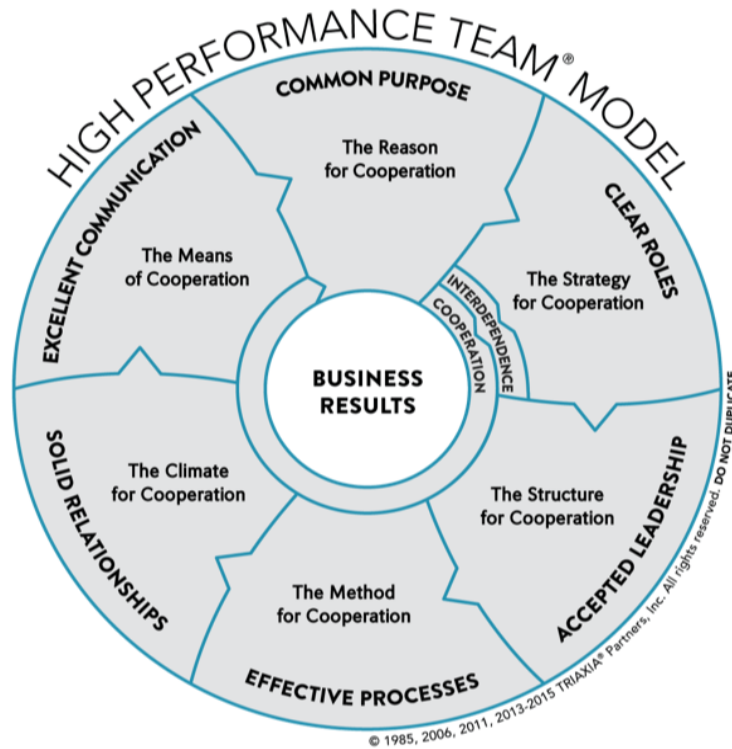 HIGH PERFORMANCE TEAM® MODEL
COMMON PURPOSE
The Reason
for Cooperation
CLEAR ROLES
The Strategy
for Cooperation
INTERDEPENDENCE
COOPERATION
ACCEPTED LEADERSHIP
The Structure
for Cooperation
EFFECTIVE PROCESSES
The Method
for Cooperation
SOLID RELATIONSHIPS
The Climate
for Cooperation
EXCELLENT COMMUNICATION
The Means
of Cooperation
BUSINESS
RESULTS
© 1985, 2006, 2011, 2013-2015 TRIAXIA® Partners, Inc. All rights reserved. DO NOT DUPLICATE